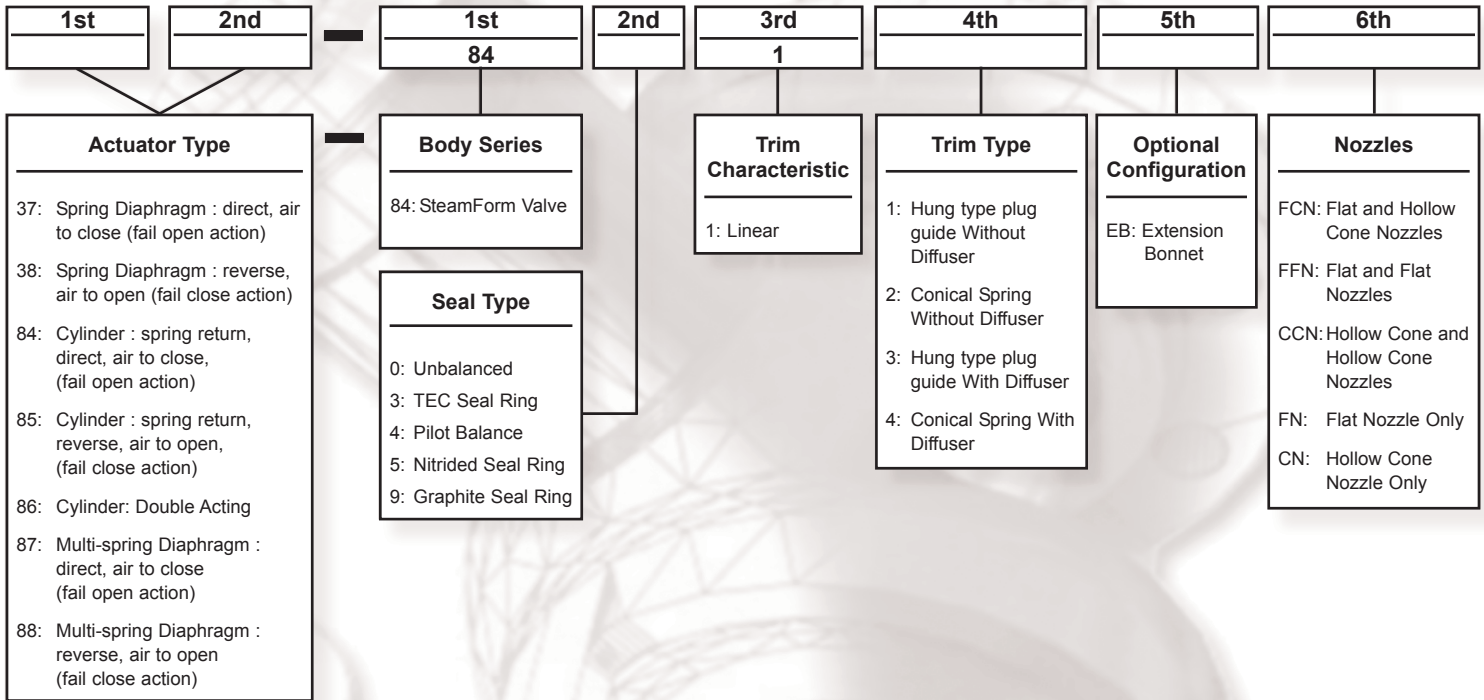 1st 2nd - 1st 2nd 3rd 4th 5th 6th
84 1
Actuator Type
37: Spring Diaphragm : direct, air
to close (fail open action)
38: Spring Diaphragm : reverse,
air to open (fail close action)
84: Cylinder : spring return,
direct, air to close,
(fail open action)
85: Cylinder : spring return,
reverse, air to open,
(fail close action)
86: Cylinder: Double Acting
87: Multi-spring Diaphragm :
direct, air to close
(fail open action)
88: Multi-spring Diaphragm :
reverse, air to open
(fail close action)
-
Body Series
84: SteamForm Valve
Seal Type
0: Unbalanced
3: TEC Seal Ring
4: Pilot Balance
5: Nitrided Seal Ring
9: Graphite Seal Ring
Trim
Characteristic
1: Linear
Trim Type
1: Hung type plug
guide Without
Diffuser
2: Conical Spring
Without Diffuser
3: Hung type plug
guide With Diffuser
4: Conical Spring With
Diffuser
Optional
Configuration
EB: Extension
Bonnet
Nozzles
FCN: Flat and Hollow
Cone Nozzles
FFN: Flat and Flat
Nozzles
CCN: Hollow Cone and
Hollow Cone
Nozzles
FN: Flat Nozzle Only
CN: Hollow Cone
Nozzle Only